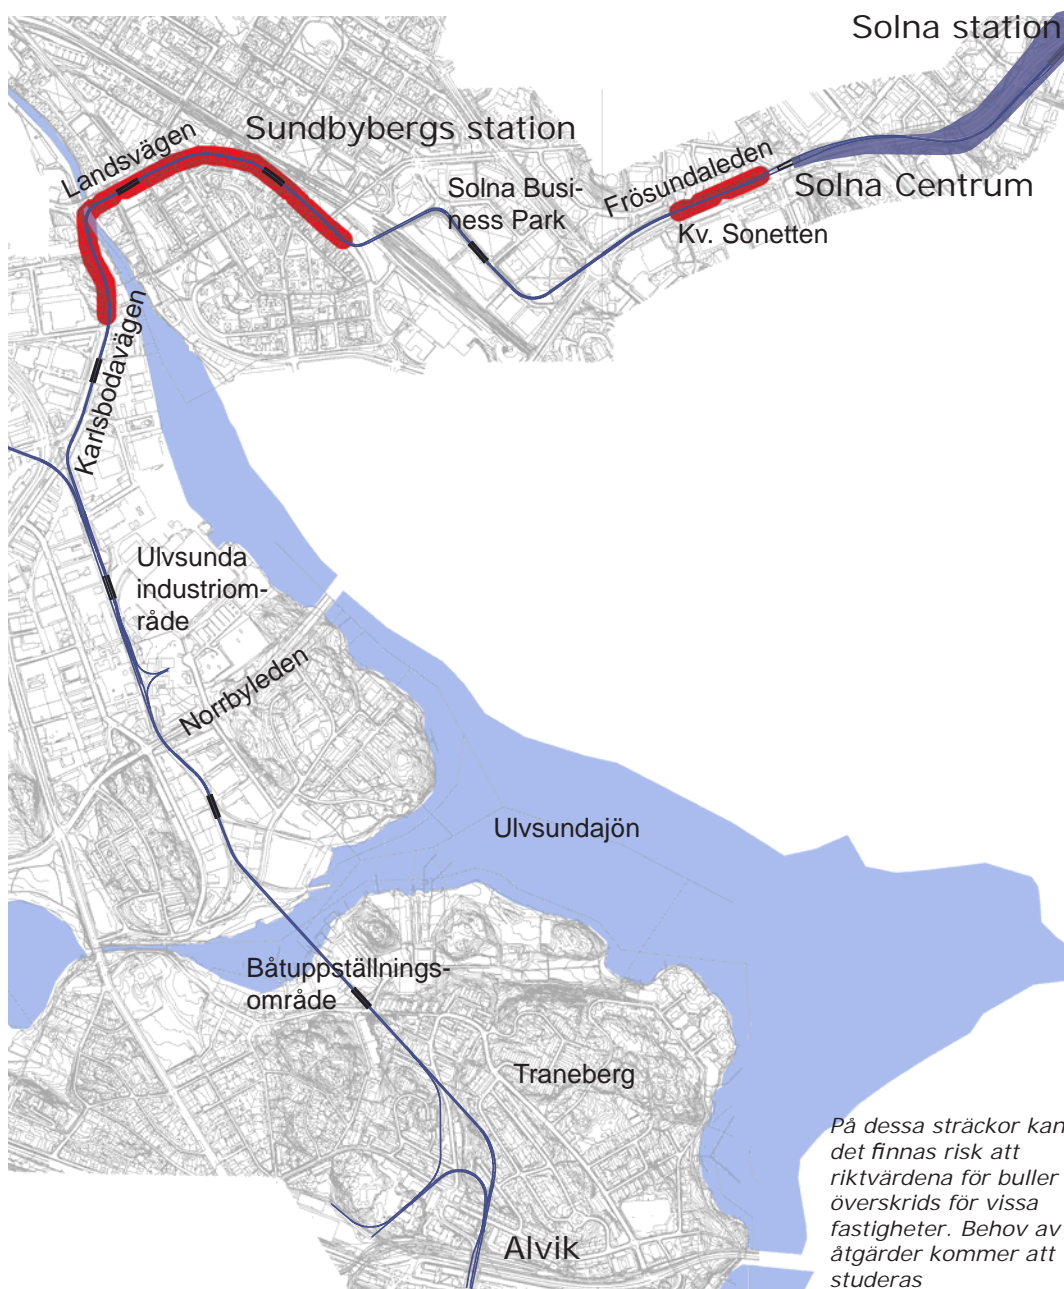 Solna station
Sundbybergs station
Landsvägen
Solna Busi-
ness Park
Frösundaleden
Solna Centrum
Kv. Sonetten
Karlsbodavägen
Ulvsunda
industriom-
råde
Norrbyleden
Ulvsundajön
Båtuppställnings-
område
Traneberg
Alvik
På dessa sträckor kan
det finnas risk att
riktvärdena för buller
överskrids för vissa
fastigheter. Behov av
åtgärder kommer att
studeras